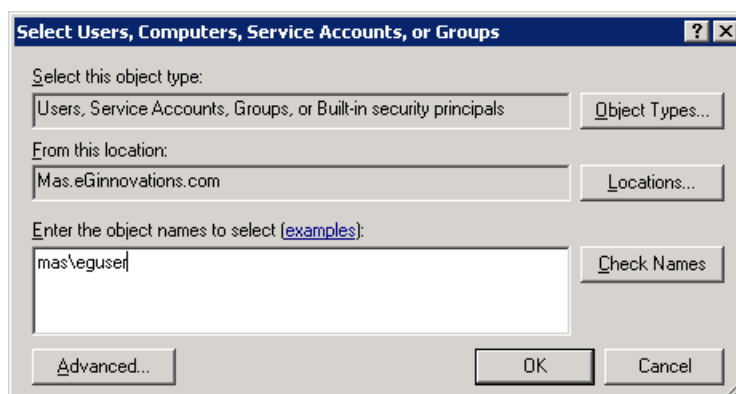 Select Users, Computers, Service Accounts, or Groups
Select this object type:
Users, Service Accounts, Groups, or Built-in security principals
Object Types...
From this location:
Mas.eGinnovations.com
Locations...
Enter the object names to select (examples):
mas\eguser
Check Names
Advanced...
OK
Cancel